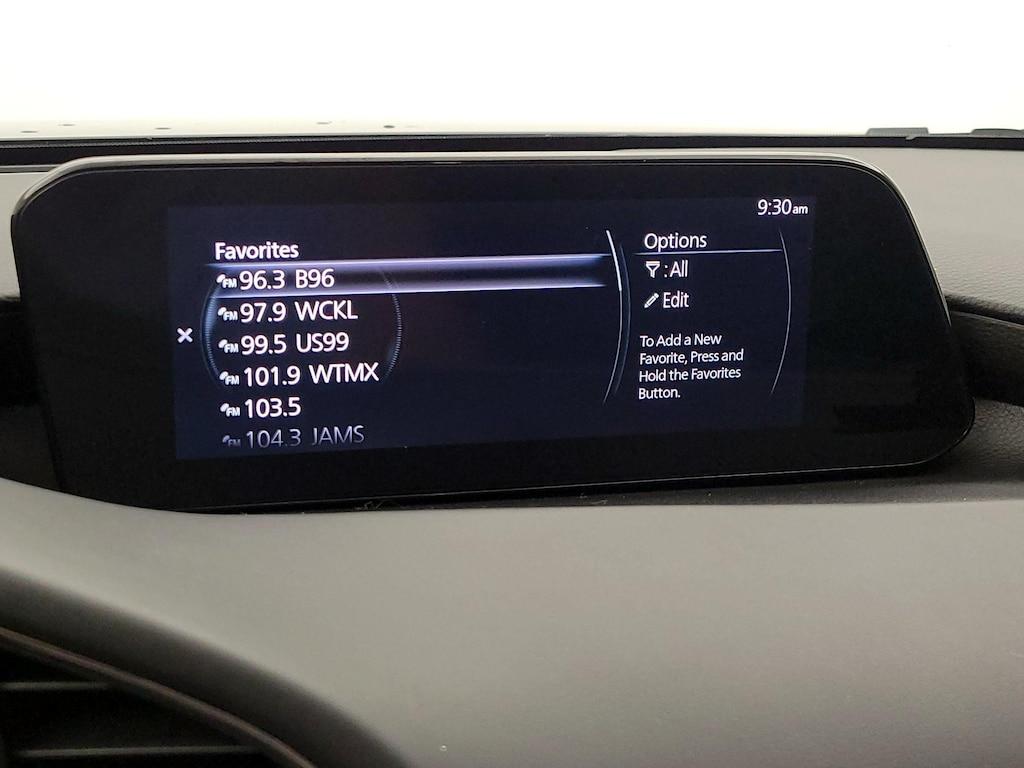 9:30am
Favorites
FM 96.3 B96
FM 97.9 WCKL
FM 99.5 US99
FM 101.9 WTMX
FM 103.5
FM 104.3 JAMS
Options
:All
Edit
To Add a New
Favorite, Press and
Hold the Favorites
Button.